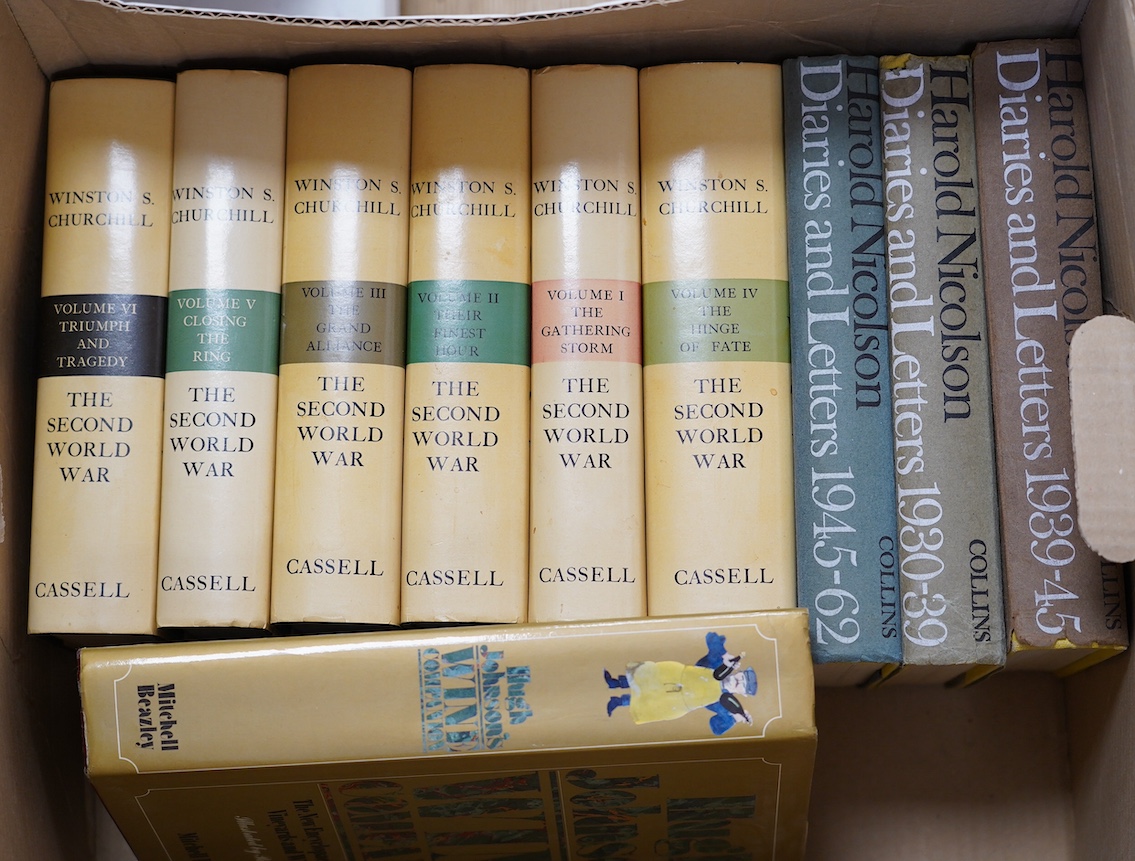 WINSTON S.
CHURCHILL
VOLUME VI
TRIUMPH
AND
TRAGEDY
THE
SECOND
WORLD
WAR
CASSELL
WINSTON S.
CHURCHILL
VOLUME V
CLOSING
THE
RING
THE
SECOND
WORLD
WAR
CASSELL
WINSTON S.
CHURCHILL
VOLUME III
THE
GRAND
ALLIANCE
THE
SECOND
WORLD
WAR
CASSELL
WINSTON S.
CHURCHILL
VOLUME II
THEIR
FINEST
HOUR
THE
SECOND
WORLD
WAR
CASSELL
WINSTON S.
CHURCHILL
VOLUME I
THE
GATHERING
STORM
THE
SECOND
WORLD
WAR
CASSELL
WINSTON S.
CHURCHILL
VOLUME IV
THE
HINGE
OF FATE
THE
SECOND
WORLD
WAR
CASSELL
Harold Nicolson
Diaries and Letters 1945-62
COLLINS
Harold Nicolson
Diaries and Letters 1930-39
COLLINS
Harold Nicols
Diaries and Letters 1939-45
Hugh
Johnson's
WINE
COMPANION
Mitchell
Beazley